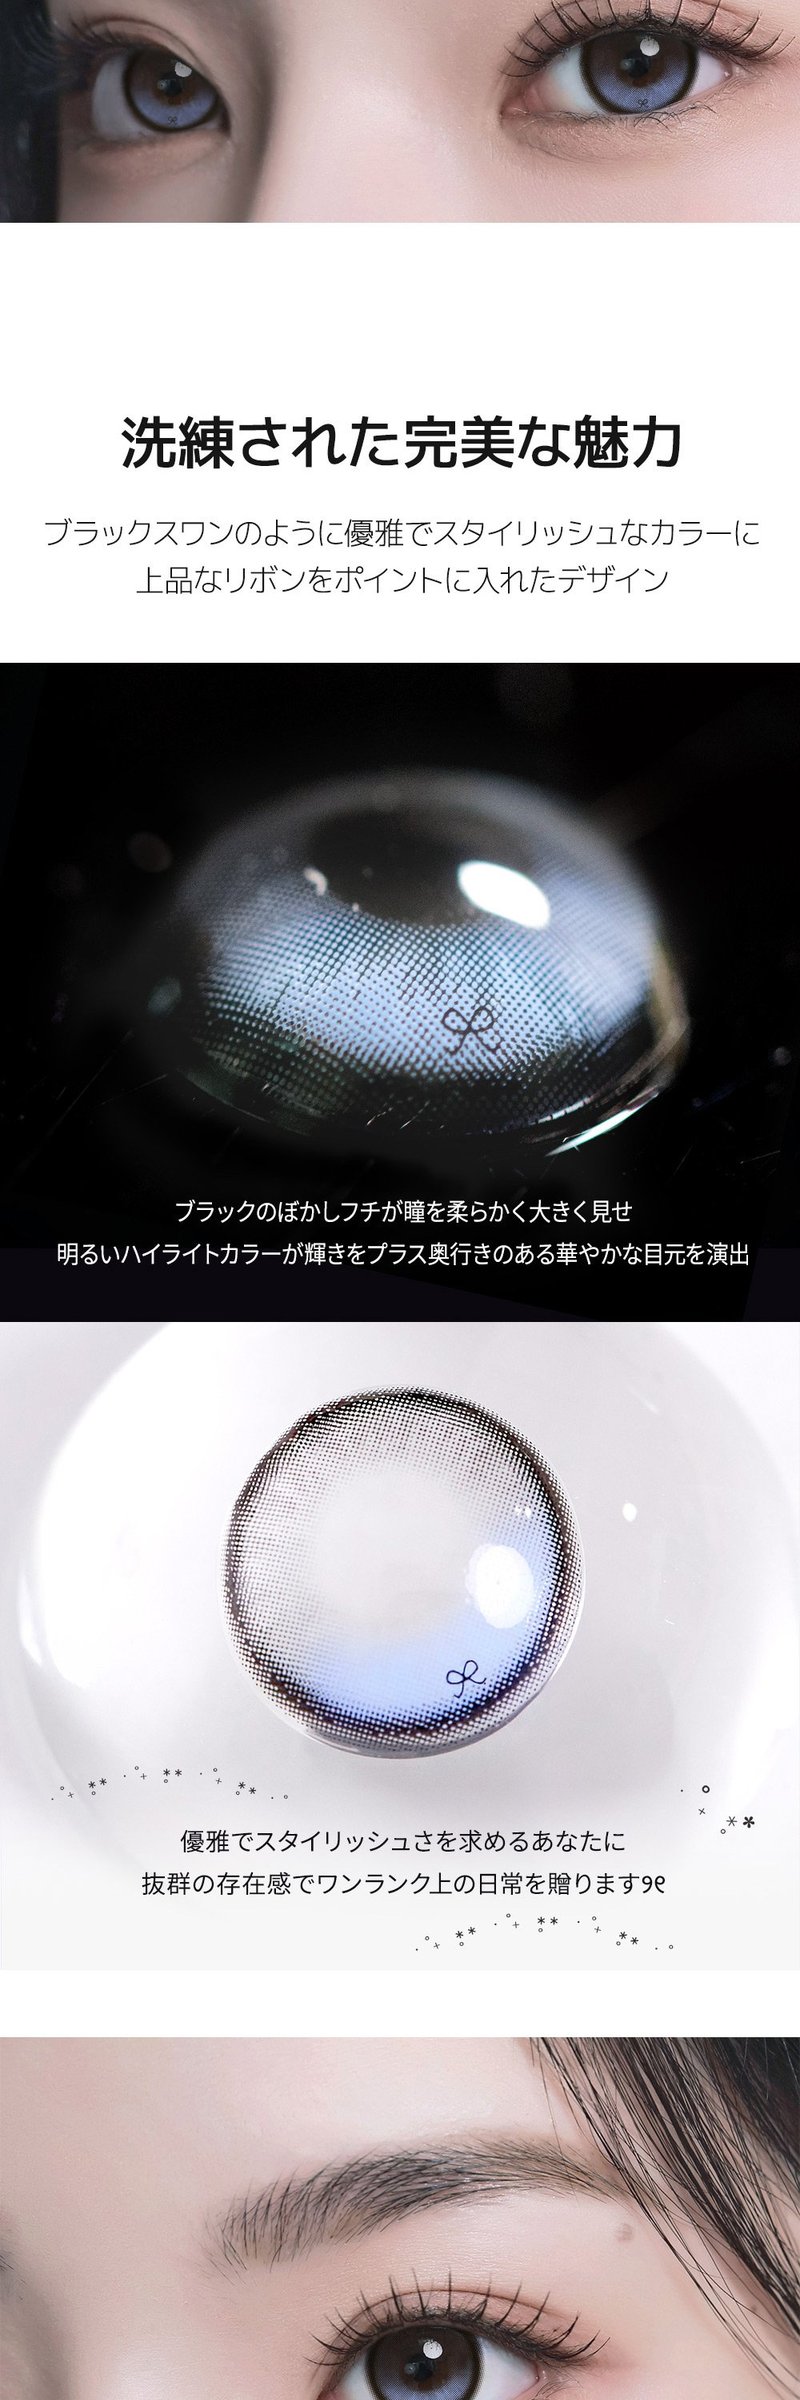 洗練された完美な魅力
ブラックスワンのように優雅でスタイリッシュなカラーに
上品なリボンをポイントに入れたデザイン
ブラックのぼかしフチが瞳を柔らかく大きく見せ
明るいハイライトカラーが輝きをプラス奥行きのある華やかな目元を演出
優雅でスタイリッシュさを求めるあなたに
抜群の存在感でワンランク上の日常を贈ります୨୧